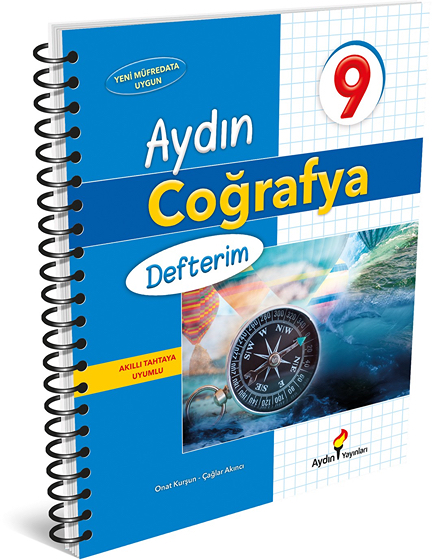 YENİ MÜFREDATA
UYGUN
9
Aydın
Coğrafya
Defterim
AKILLI TAHTAYA
UYUMLU
Onat Kurşun - Çağlar Akıncı
Aydın Yayınları